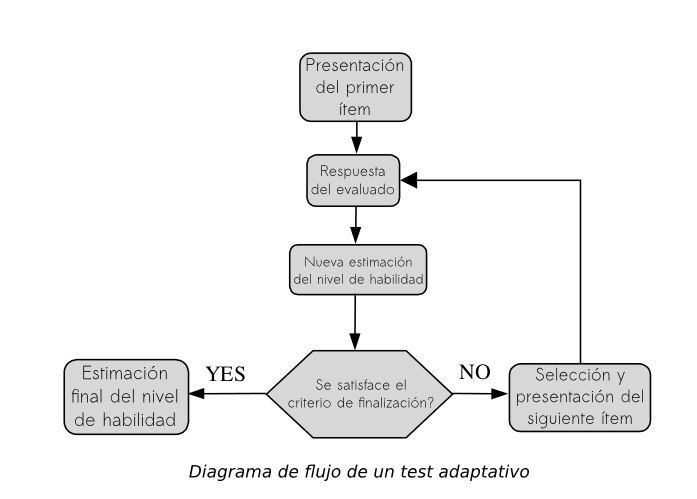 Presentación
del primer
ítem
Respuesta
del evaluado
Nueva estimación
del nivel de habilidad
Se satisface el
criterio de finalización?
YES
NO
Estimación
final del nivel
de habilidad
Selección y
presentación del
siguiente ítem
Diagrama de flujo de un test adaptativo